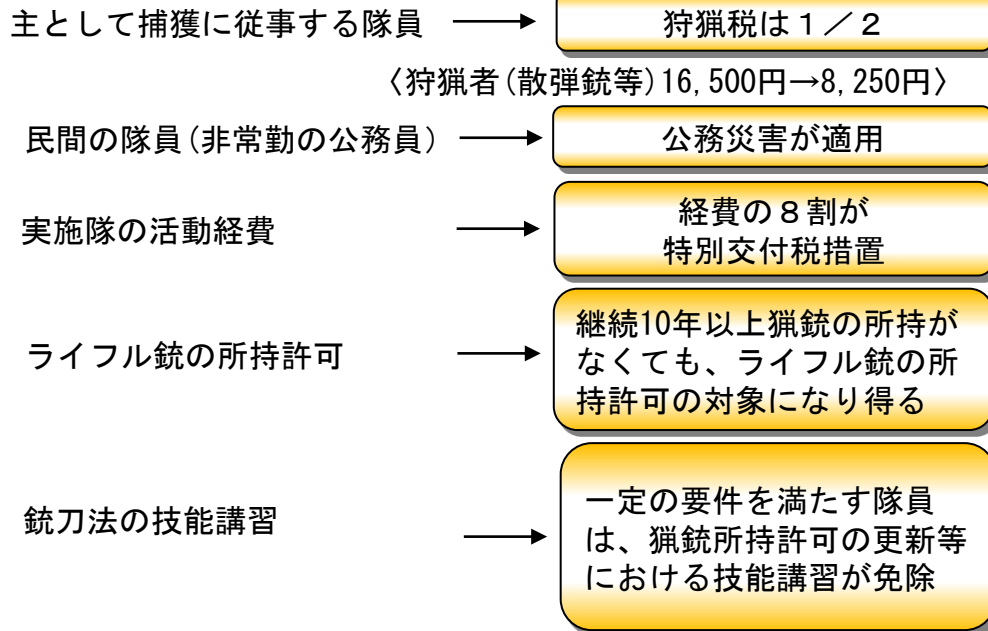 主として捕獲に従事する隊員
狩猟税は１／２
〈狩猟者(散弾銃等)16,500円→8,250円〉
民間の隊員(非常勤の公務員)
公務災害が適用
実施隊の活動経費
経費の８割が
特別交付税措置
ライフル銃の所持許可
継続10年以上猟銃の所持が
なくても、ライフル銃の所
持許可の対象になり得る
銃刀法の技能講習
一定の要件を満たす隊員
は、猟銃所持許可の更新等
における技能講習が免除